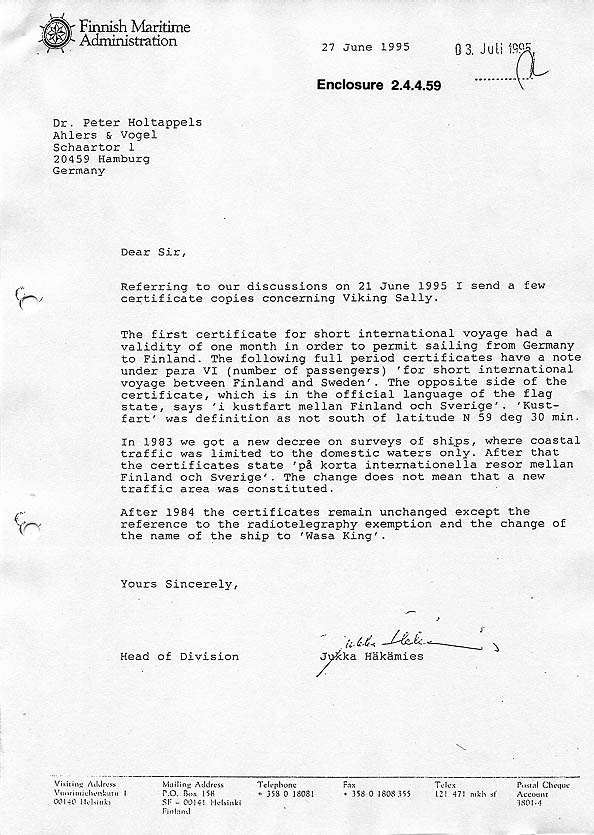 Finnish Maritime
Administration
27 June 1995
03. Juli 1995
Enclosure 2.4.4.59
Dr. Peter Holtappels
Ahlers & Vogel
Schaartor 1
20459 Hamburg
Germany
Dear Sir,
Referring to our discussions on 21 June 1995 I send a few
certificate copies concerning Viking Sally.
The first certificate for short international voyage had a
validity of one month in order to permit sailing from Germany
to Finland. The following full period certificates have a note
under para VI (number of passengers) 'for short international
voyage betveen Finland and Sweden'. The opposite side of the
certificate, which is in the official language of the flag
state, says 'i kustfart mellan Finland och Sverige'. 'Kust-
fart' was definition as not south of latitude N 59 deg 30 min.
In 1983 we got a new decree on surveys of ships, where coastal
traffic was limited to the domestic waters only. After that
the certificates state 'på korta internationella resor mellan
Finland och Sverige'. The change does not mean that a new
traffic area was constituted.
After 1984 the certificates remain unchanged except the
reference to the radiotelegraphy exemption and the change of
the name of the ship to 'Wasa King'.
Yours Sincerely,
Head of Division Jukka Häkämies
Visiting Address Mailing Address Telephone Fax Telex Postal Cheque
Vuorimiehenkatu 1 P.O. Box 158 + 358 0 18081 + 358 0 1808 355 121 471 mkh sf Account
00140 Helsinki SF - 00141 Helsinki 3801-4
Finland